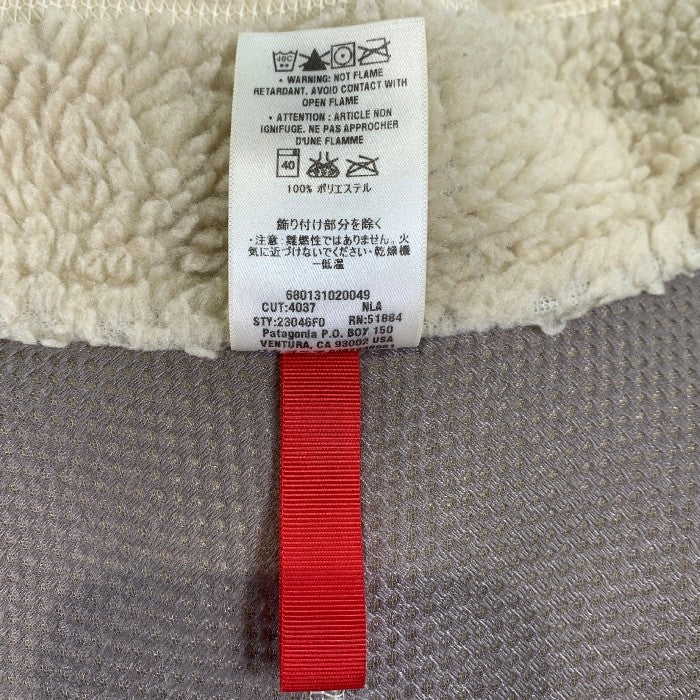 40C
• WARNING: NOT FLAME
RETARDANT. AVOID CONTACT WITH
OPEN FLAME
• ATTENTION: ARTICLE NON
IGNIFUGE. NE PAS APPROCHER
D'UNE FLAMME
40
100% ポリエステル
飾り付け部分を除く
・注意:難燃性ではありません。火
気に近づけないでください・乾燥機
ー低温
680131020049
CUT:4037 NLA
STY:23046F0 RN:51884
Patagonia P.O. BOX 150
VENTURA, CA 93002 USA